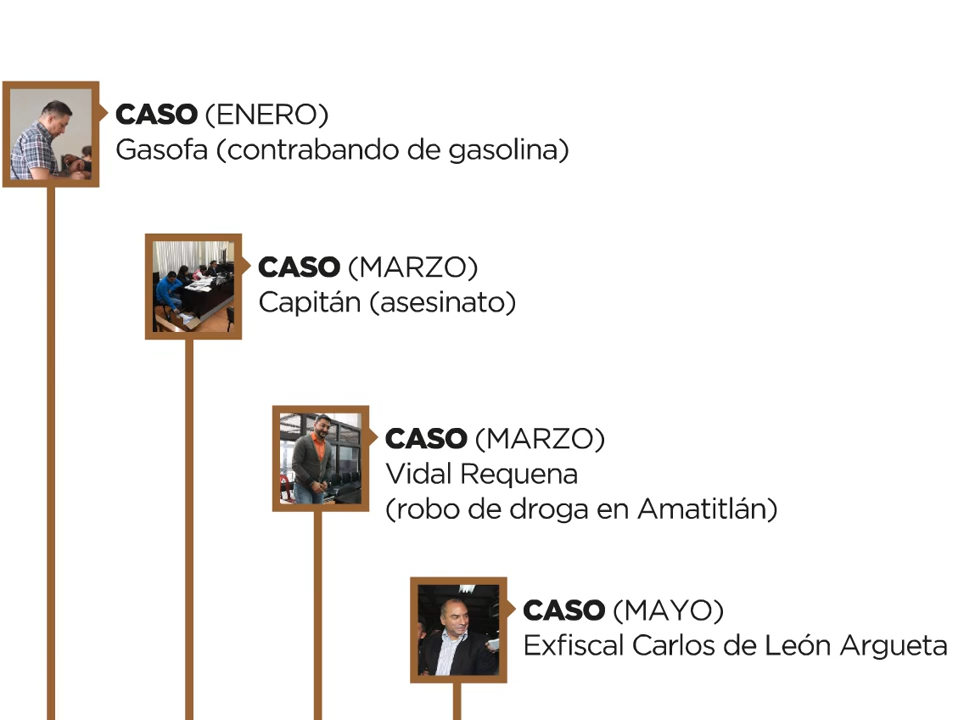 CASO (ENERO)
Gasofa (contrabando de gasolina)
CASO (MARZO)
Capitán (asesinato)
CASO (MARZO)
Vidal Requena
(robo de droga en Amatitlán)
CASO (MAYO)
Exfiscal Carlos de León Argueta